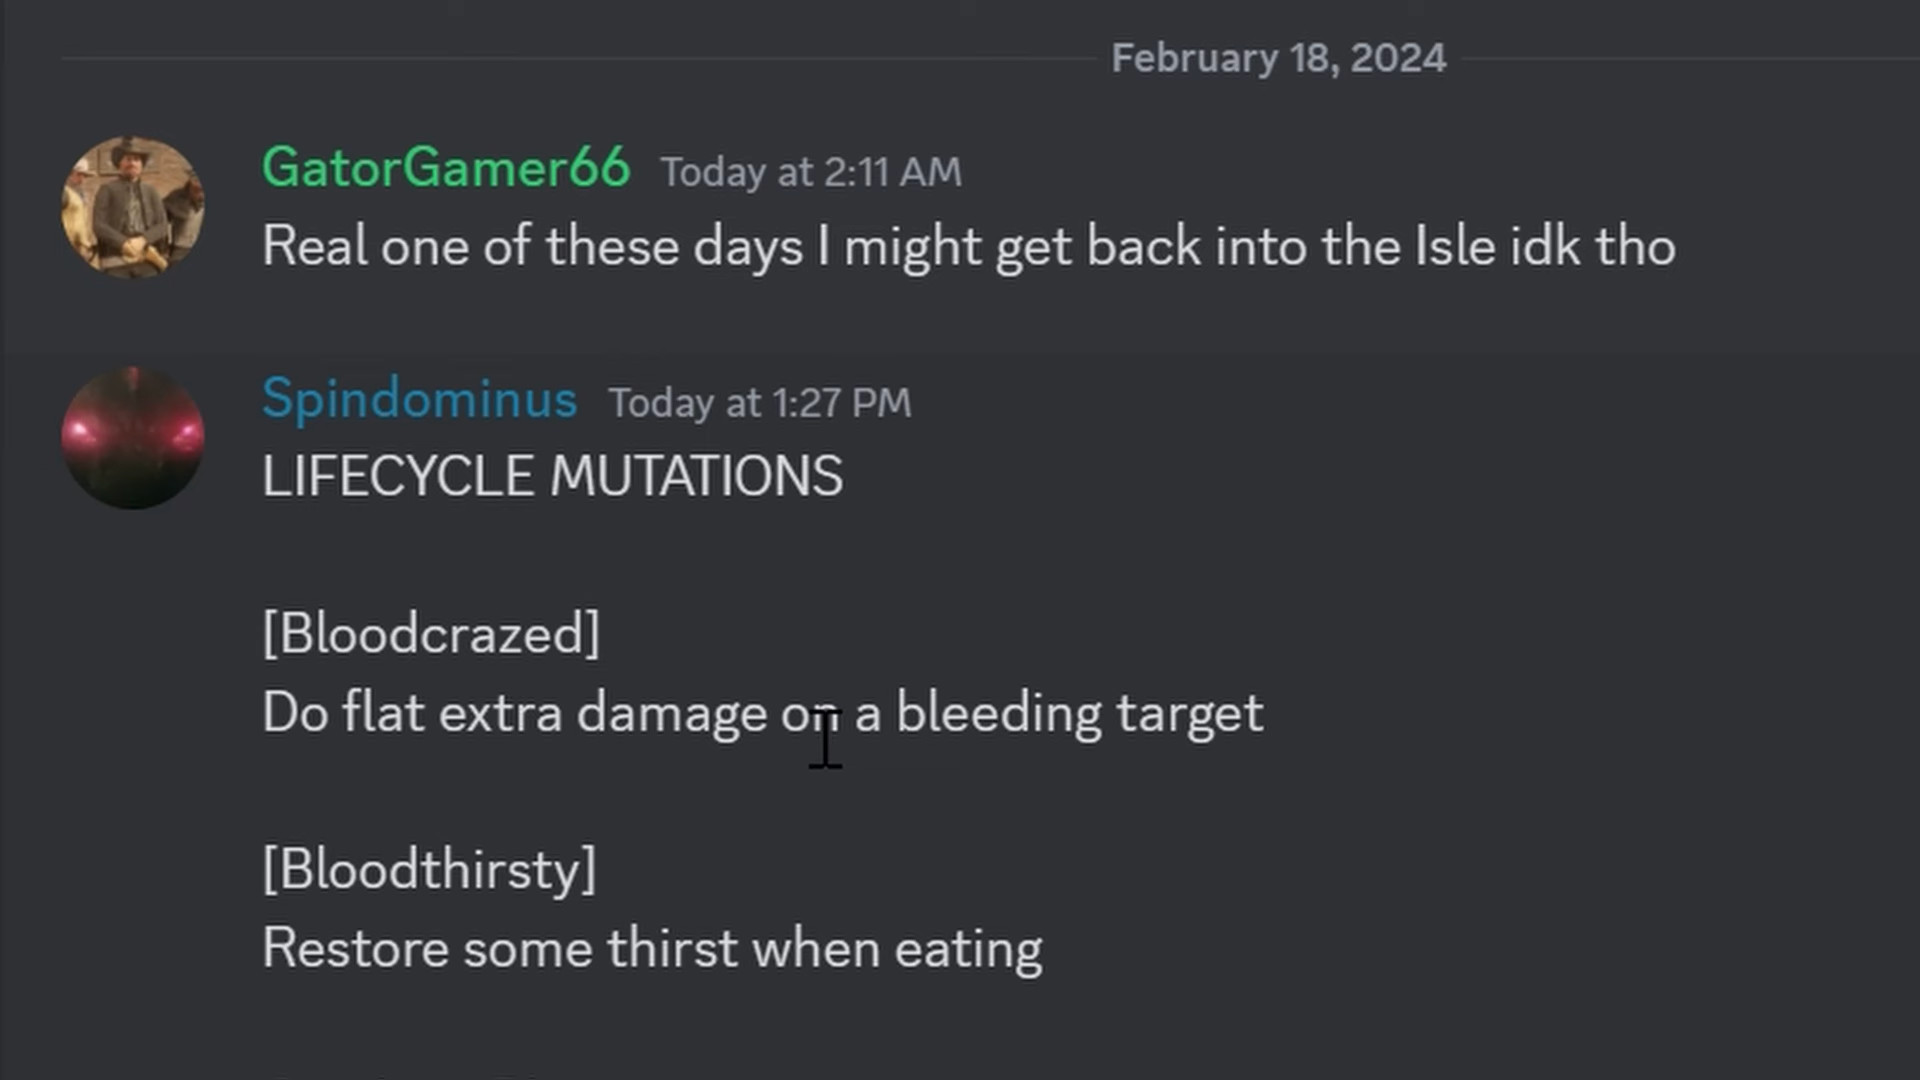 February 18, 2024
GatorGamer66 Today at 2:11 AM
Real one of these days I might get back into the Isle idk tho
Spindominus Today at 1:27 PM
LIFECYCLE MUTATIONS
[Bloodcrazed]
Do flat extra damage on a bleeding target
[Bloodthirsty]
Restore some thirst when eating